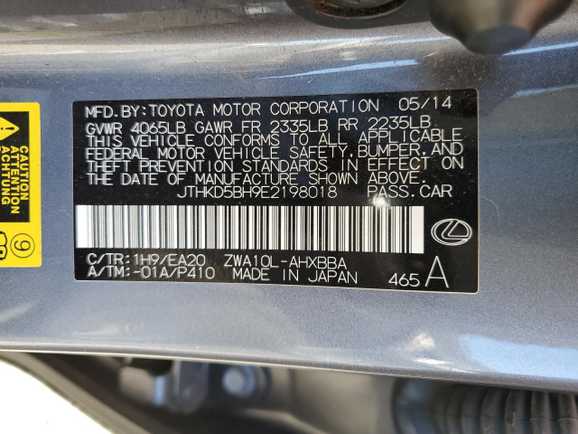 MFD.BY:TOYOTA MOTOR CORPORATION 05/14
GVWR 4065LB GAWR FR 2335LB RR 2235LB
THIS VEHICLE CONFORMS TO ALL APPLICABLE
FEDERAL MOTOR VEHICLE SAFETY,BUMPER,AND
THEFT PREVENTION STANDARDS IN EFFECT ON
THE DATE OF MANUFACTURE SHOWN ABOVE.
JTHKD5BH9E2198018 PASS.CAR
C/TR:1H9/EA20 ZWA10L-AHXBBA
A/TM:-01A/P410 MADE IN JAPAN 465 A
CAUTION
ATTENTION
9